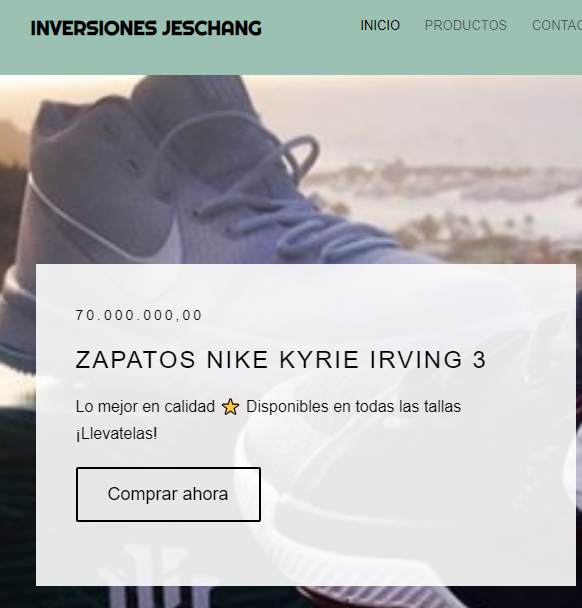 INVERSIONES JESCHANG
INICIO PRODUCTOS CONTAC
70.000.000,00
ZAPATOS NIKE KYRIE IRVING 3
Lo mejor en calidad ⭐ Disponibles en todas las tallas
¡Llevatelas!
Comprar ahora